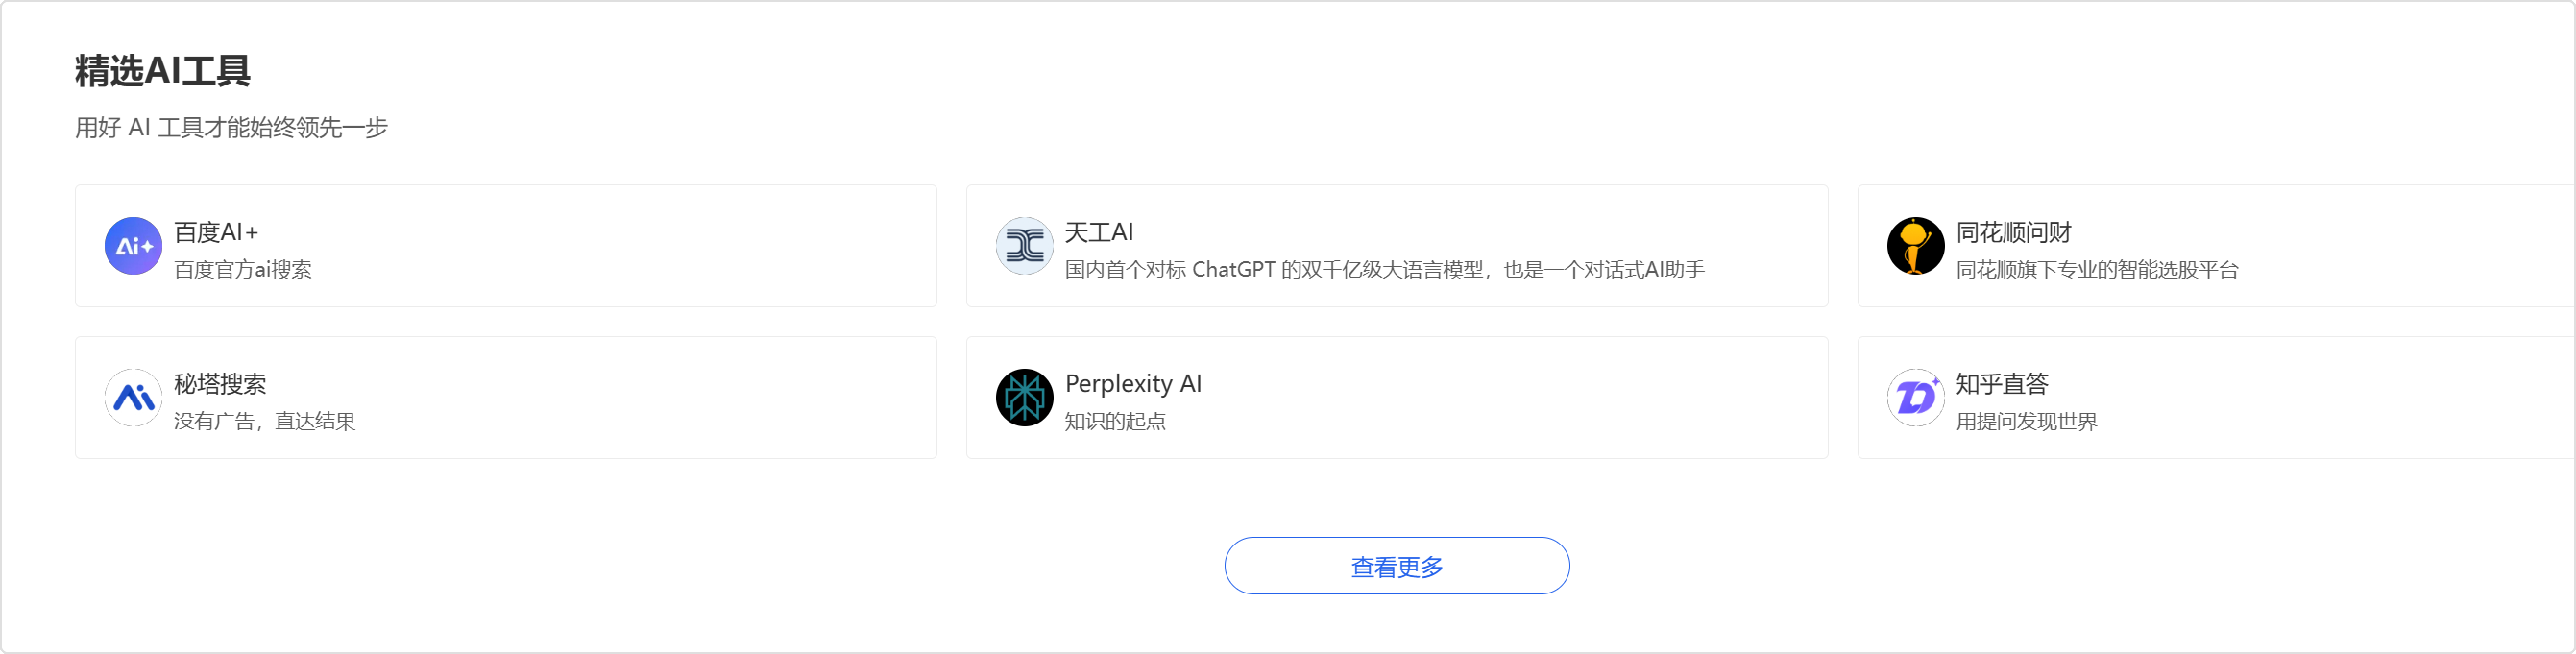 精选AI工具
用好 AI 工具才能始终领先一步
Ai+
百度AI+
百度官方ai搜索
天工AI
国内首个对标 ChatGPT 的双千亿级大语言模型，也是一个对话式AI助手
同花顺问财
同花顺旗下专业的智能选股平台
秘塔搜索
没有广告，直达结果
Perplexity AI
知识的起点
知乎直答
用提问发现世界
查看更多